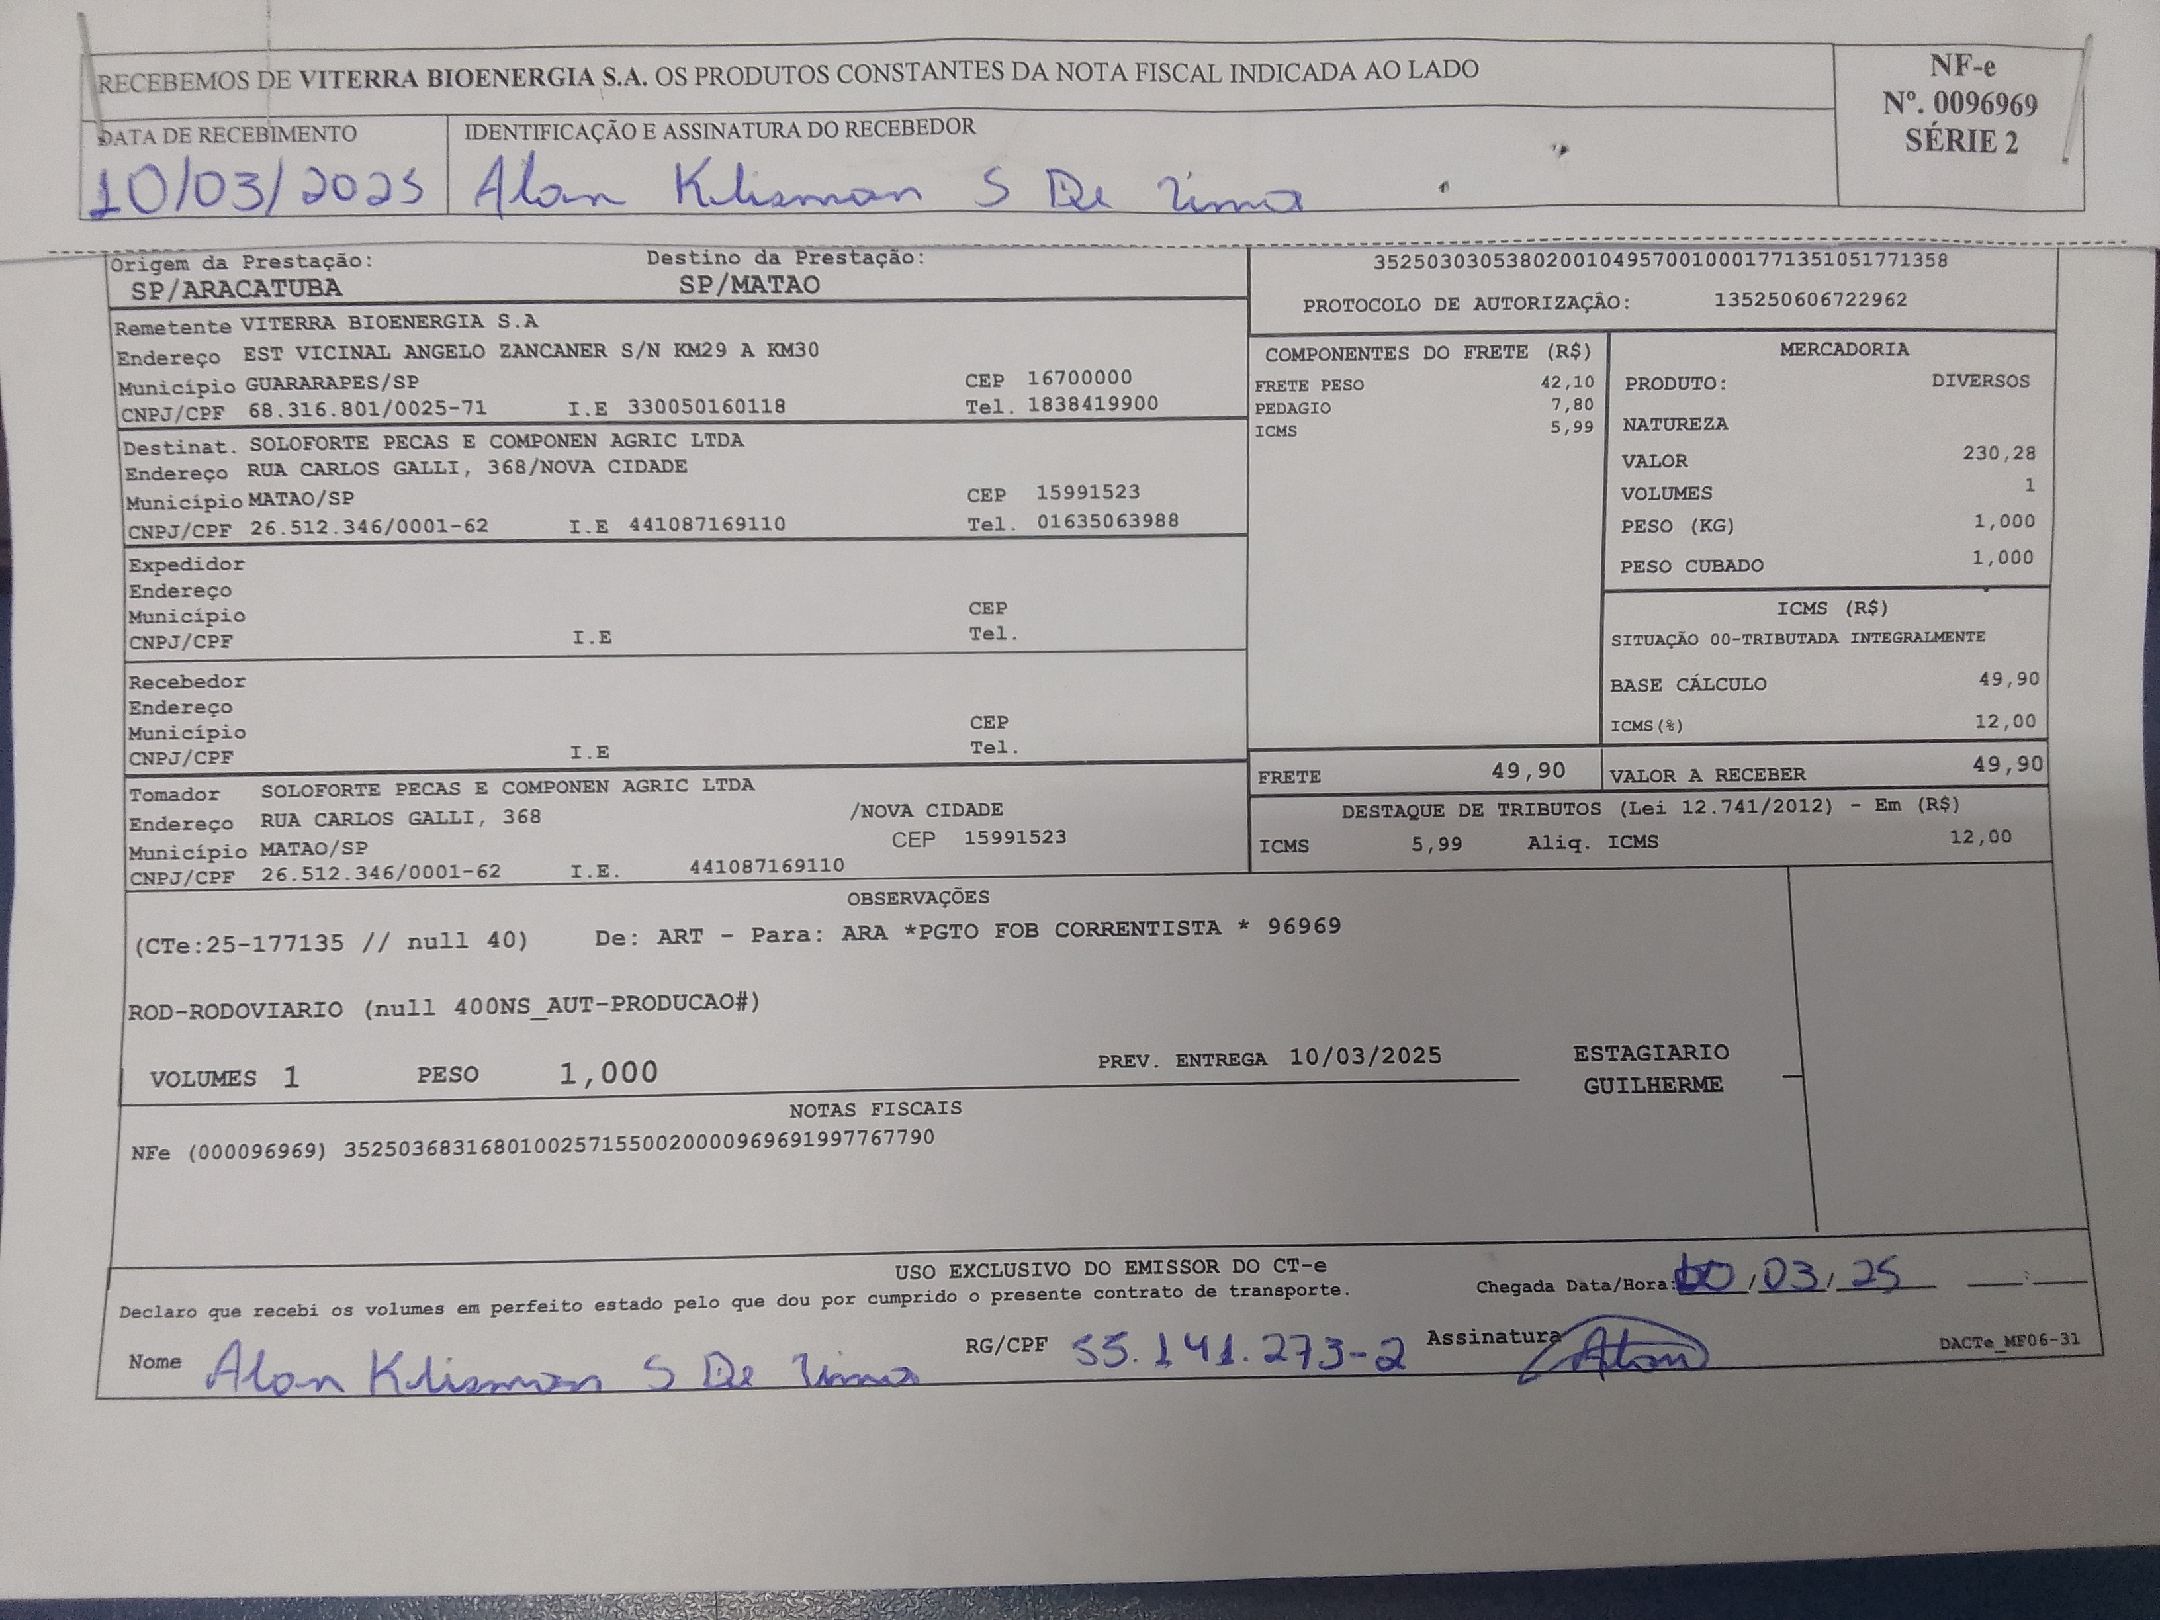 RECEBEMOS DE VITERRA BIOENERGIA S.A. OS PRODUTOS CONSTANTES DA NOTA FISCAL INDICADA AO LADO
NF-e
Nº. 0096969
SÉRIE 2
DATA DE RECEBIMENTO
10/03/2025
IDENTIFICAÇÃO E ASSINATURA DO RECEBEDOR
Alan Klisman S De Lima
Origem da Prestação: Destino da Prestação:
SP/ARACATUBA SP/MATAO
Remetente VITERRA BIOENERGIA S.A
Endereço EST VICINAL ANGELO ZANCANER S/N KM29 A KM30
Município GUARARAPES/SP CEP 16700000
CNPJ/CPF 68.316.801/0025-71 I.E 330050160118 Tel. 1838419900
Destinat. SOLOFORTE PECAS E COMPONEN AGRIC LTDA
Endereço RUA CARLOS GALLI, 368/NOVA CIDADE
Município MATAO/SP CEP 15991523
CNPJ/CPF 26.512.346/0001-62 I.E 441087169110 Tel. 01635063988
Expedidor
Endereço
Município CEP
CNPJ/CPF I.E Tel.
Recebedor
Endereço
Município CEP
CNPJ/CPF I.E Tel.
Tomador SOLOFORTE PECAS E COMPONEN AGRIC LTDA
Endereço RUA CARLOS GALLI, 368 /NOVA CIDADE
Município MATAO/SP CEP 15991523
CNPJ/CPF 26.512.346/0001-62 I.E. 441087169110
35250303053802001049570010001771351051771358
PROTOCOLO DE AUTORIZAÇÃO: 135250606722962
COMPONENTES DO FRETE (R$)
FRETE PESO 42,10
PEDAGIO 7,80
ICMS 5,99
MERCADORIA
PRODUTO: DIVERSOS
NATUREZA
VALOR 230,28
VOLUMES 1
PESO (KG) 1,000
PESO CUBADO 1,000
ICMS (R$)
SITUAÇÃO 00-TRIBUTADA INTEGRALMENTE
BASE CÁLCULO 49,90
ICMS(%) 12,00
FRETE 49,90 VALOR A RECEBER 49,90
DESTAQUE DE TRIBUTOS (Lei 12.741/2012) - Em (R$)
ICMS 5,99 Aliq. ICMS 12,00
OBSERVAÇÕES
(CTe:25-177135 // null 40) De: ART - Para: ARA *PGTO FOB CORRENTISTA * 96969
ROD-RODOVIARIO (null 400NS_AUT-PRODUCAO#)
VOLUMES 1 PESO 1,000 PREV. ENTREGA 10/03/2025
ESTAGIARIO
GUILHERME
NOTAS FISCAIS
NFe (000096969) 35250368316801002571550020000969691997767790
USO EXCLUSIVO DO EMISSOR DO CT-e
Declaro que recebi os volumes em perfeito estado pelo que dou por cumprido o presente contrato de transporte.
Chegada Data/Hora: 10/03/25 __:__
Nome Alan Klisman S De Lima RG/CPF 55.141.273-2 Assinatura Alan
DACTe_MF06-31